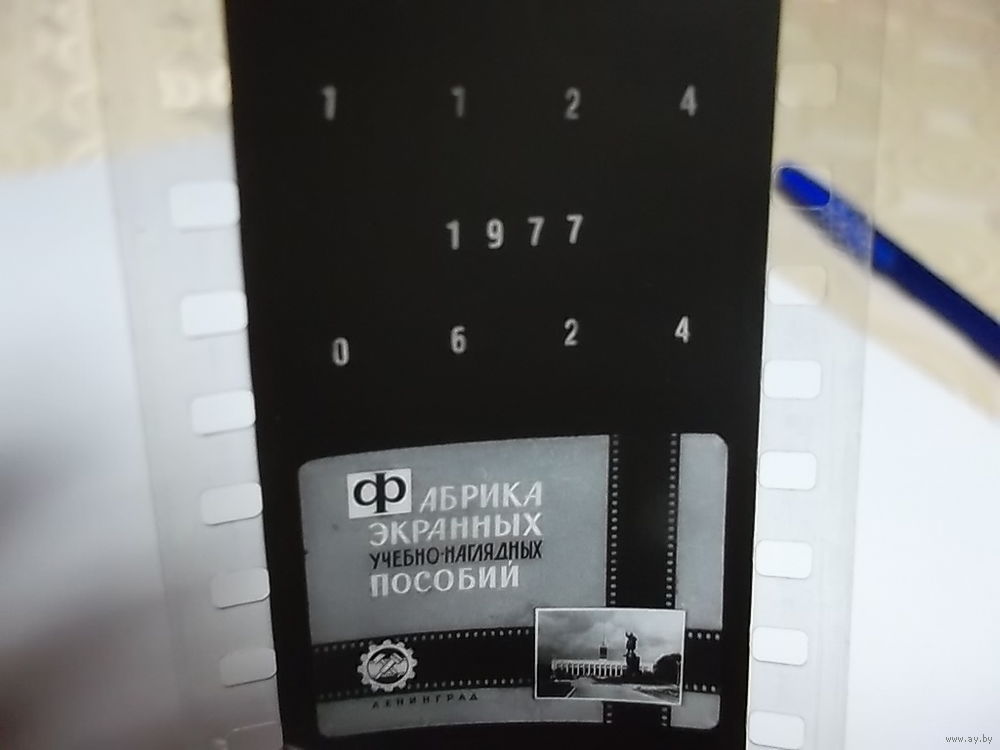 1 1 2 4
1977
0 6 2 4
ФАБРИКА
ЭКРАННЫХ
УЧЕБНО-НАГЛЯДНЫХ
ПОСОБИЙ
ЛЕНИНГРАД
www.ay.by